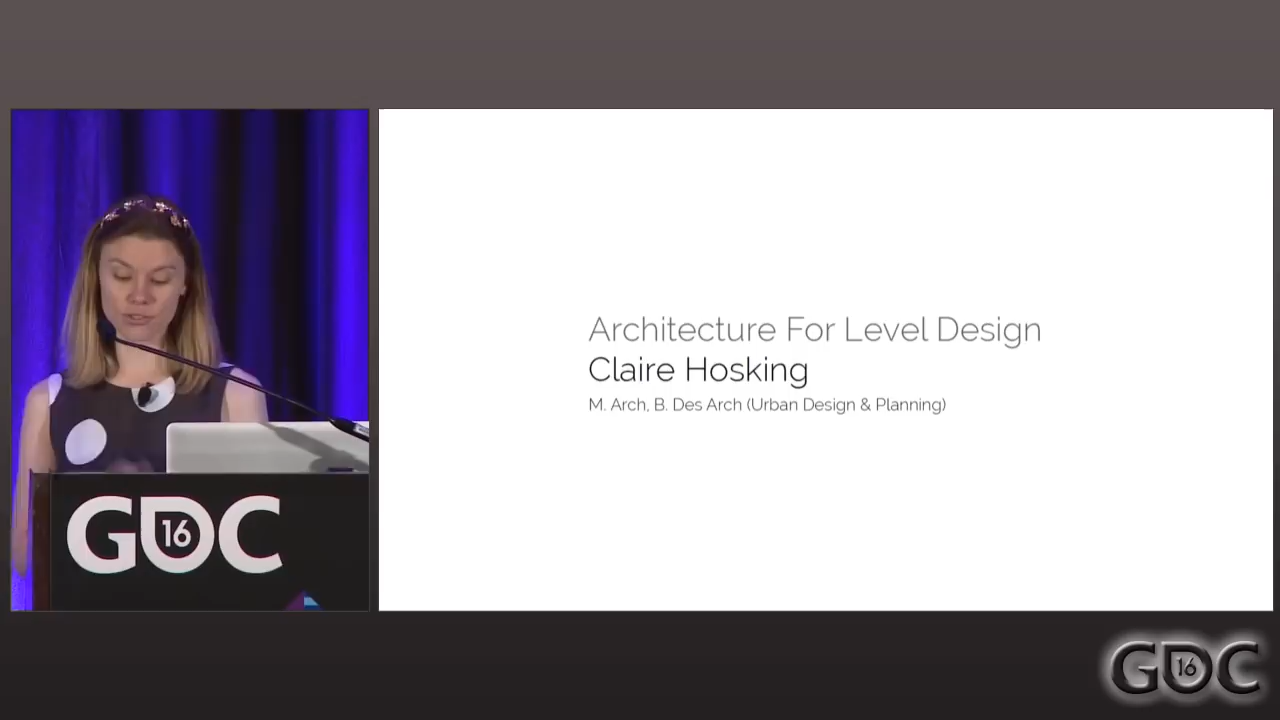 Architecture For Level Design
Claire Hosking
M. Arch, B. Des Arch (Urban Design & Planning)
GDC
16
GDC
16